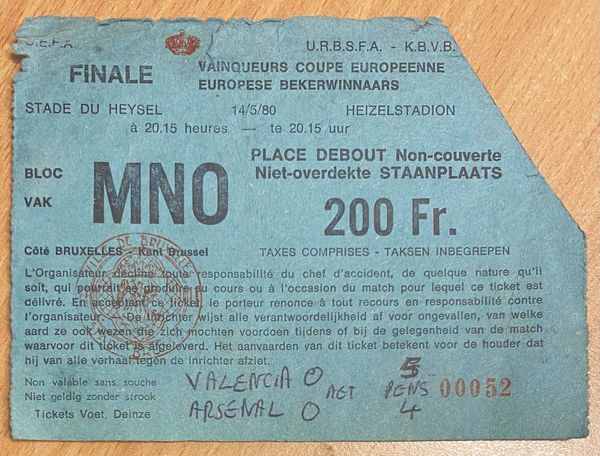 U.E.F.A. U.R.B.S.F.A. - K.B.V.B.
FINALE VAINQUEURS COUPE EUROPEENNE
EUROPESE BEKERWINNAARS
STADE DU HEYSEL 14/5/80 HEIZELSTADION
à 20.15 heures — te 20.15 uur
BLOC VAK MNO PLACE DEBOUT Non-couverte
Niet-overdekte STAANPLAATS
200 Fr.
Côté BRUXELLES - Kant Brussel TAXES COMPRISES - TAKSEN INBEGREPEN
L'Organisateur décline toute responsabilité du chef d'accident, de quelque nature qu'il
soit, qui pourrait se produire au cours ou à l'occasion du match pour lequel ce ticket est
délivré. En acceptant ce ticket, le porteur renonce à tout recours en responsabilité contre
l'organisateur. / De inrichter wijst alle verantwoordelijkheid af voor ongevallen, van welke
aard ze ook wezen die zich mochten voordoen tijdens of bij de gelegenheid van de match
waarvoor dit ticket is afgeleverd. Het aanvaarden van dit ticket betekent voor de houder dat
hij van alle verhaal tegen de inrichter afziet.
Non valable sans souche
Niet geldig zonder strook
Tickets Voet, Deinze
VALENCIA 0 AET 5
ARSENAL 0 PENS 4
00052
VILLE DE BRUXELLES